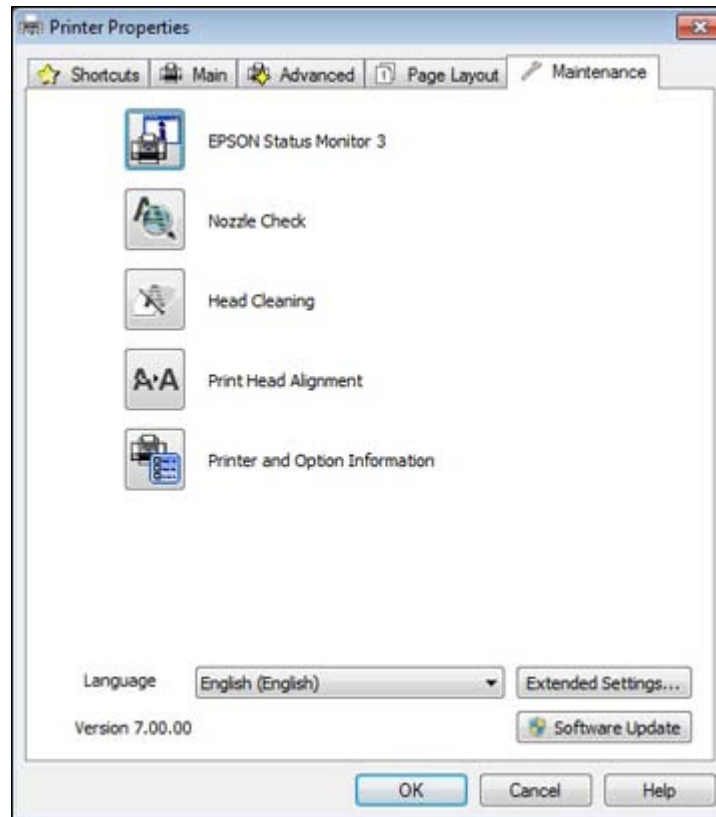 Printer Properties
Shortcuts Main Advanced 1 Page Layout Maintenance
EPSON Status Monitor 3
Nozzle Check
Head Cleaning
A·A Print Head Alignment
Printer and Option Information
Language English (English) Extended Settings...
Version 7.00.00 Software Update
OK Cancel Help